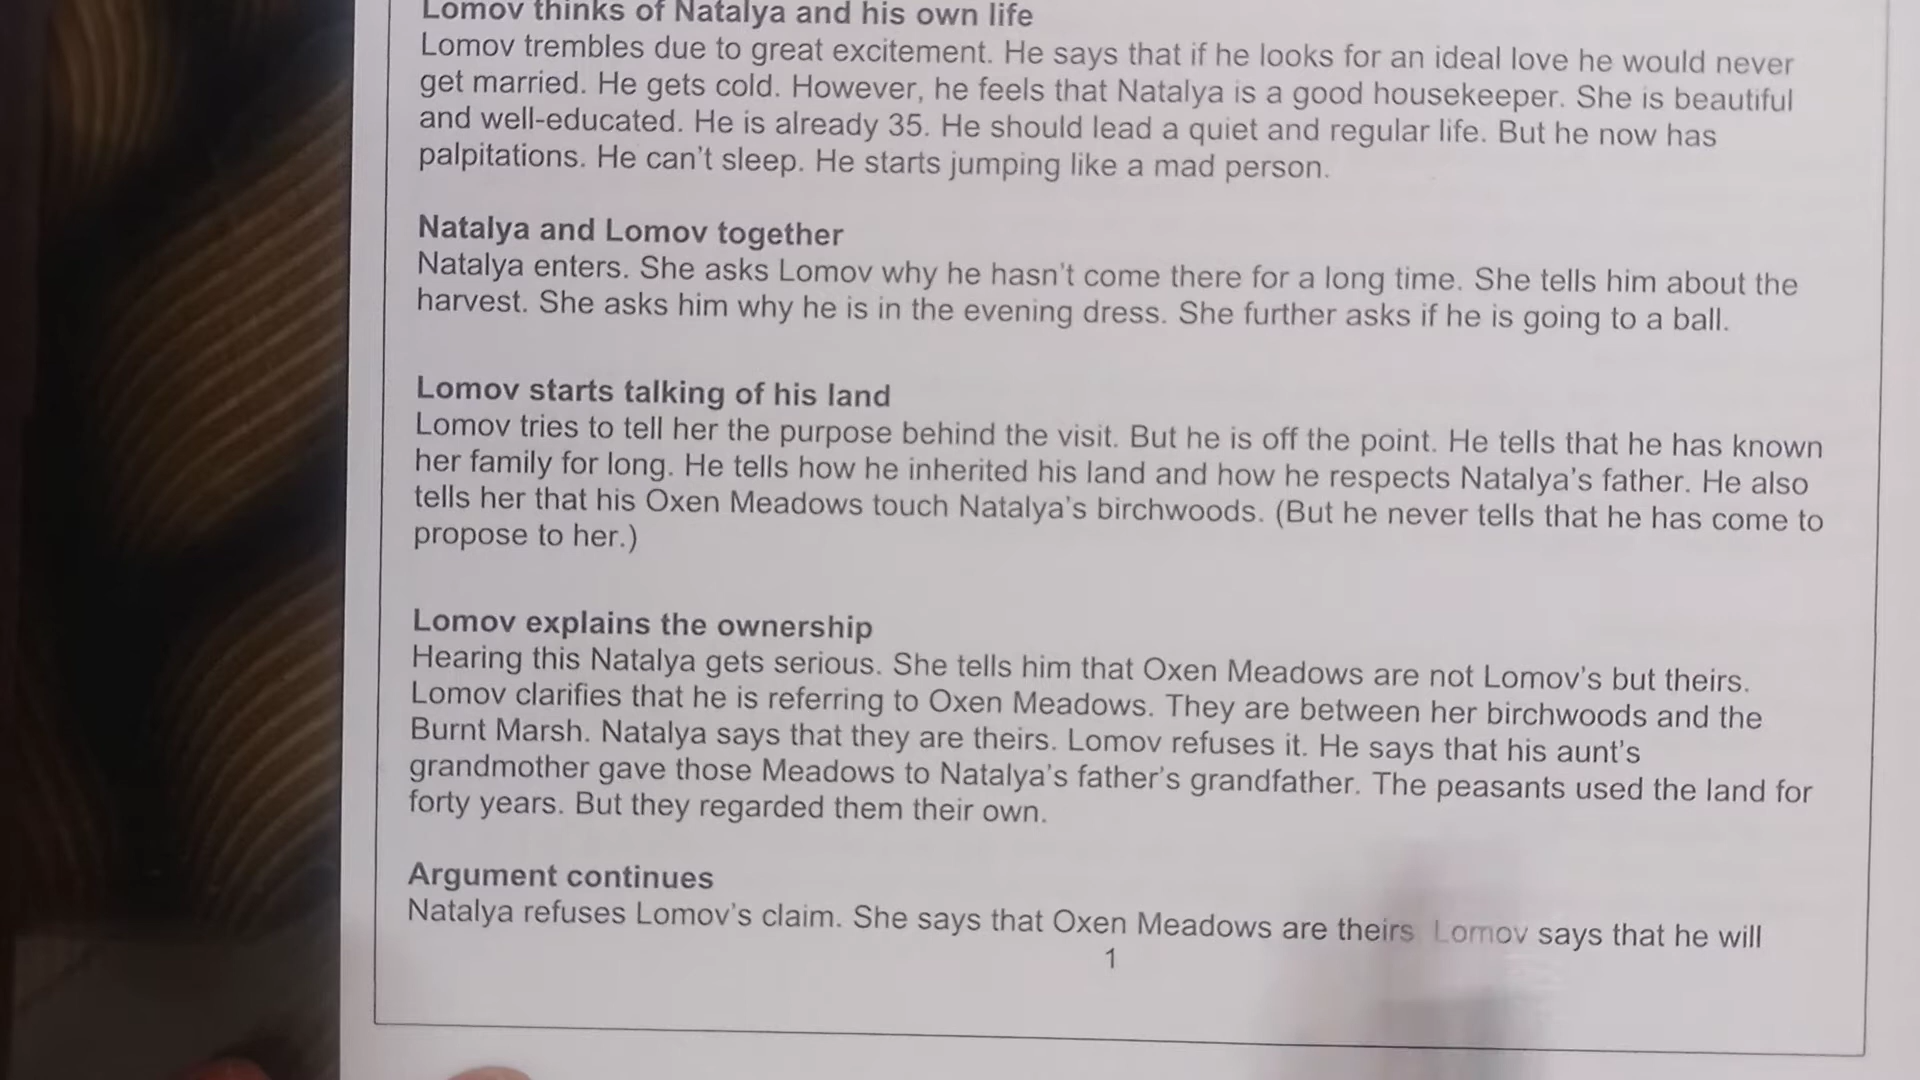 Lomov thinks of Natalya and his own life
Lomov trembles due to great excitement. He says that if he looks for an ideal love he would never
get married. He gets cold. However, he feels that Natalya is a good housekeeper. She is beautiful
and well-educated. He is already 35. He should lead a quiet and regular life. But he now has
palpitations. He can't sleep. He starts jumping like a mad person.
Natalya and Lomov together
Natalya enters. She asks Lomov why he hasn't come there for a long time. She tells him about the
harvest. She asks him why he is in the evening dress. She further asks if he is going to a ball.
Lomov starts talking of his land
Lomov tries to tell her the purpose behind the visit. But he is off the point. He tells that he has known
her family for long. He tells how he inherited his land and how he respects Natalya's father. He also
tells her that his Oxen Meadows touch Natalya's birchwoods. (But he never tells that he has come to
propose to her.)
Lomov explains the ownership
Hearing this Natalya gets serious. She tells him that Oxen Meadows are not Lomov's but theirs.
Lomov clarifies that he is referring to Oxen Meadows. They are between her birchwoods and the
Burnt Marsh. Natalya says that they are theirs. Lomov refuses it. He says that his aunt's
grandmother gave those Meadows to Natalya's father's grandfather. The peasants used the land for
forty years. But they regarded them their own.
Argument continues
Natalya refuses Lomov's claim. She says that Oxen Meadows are theirs. Lomov says that he will
1